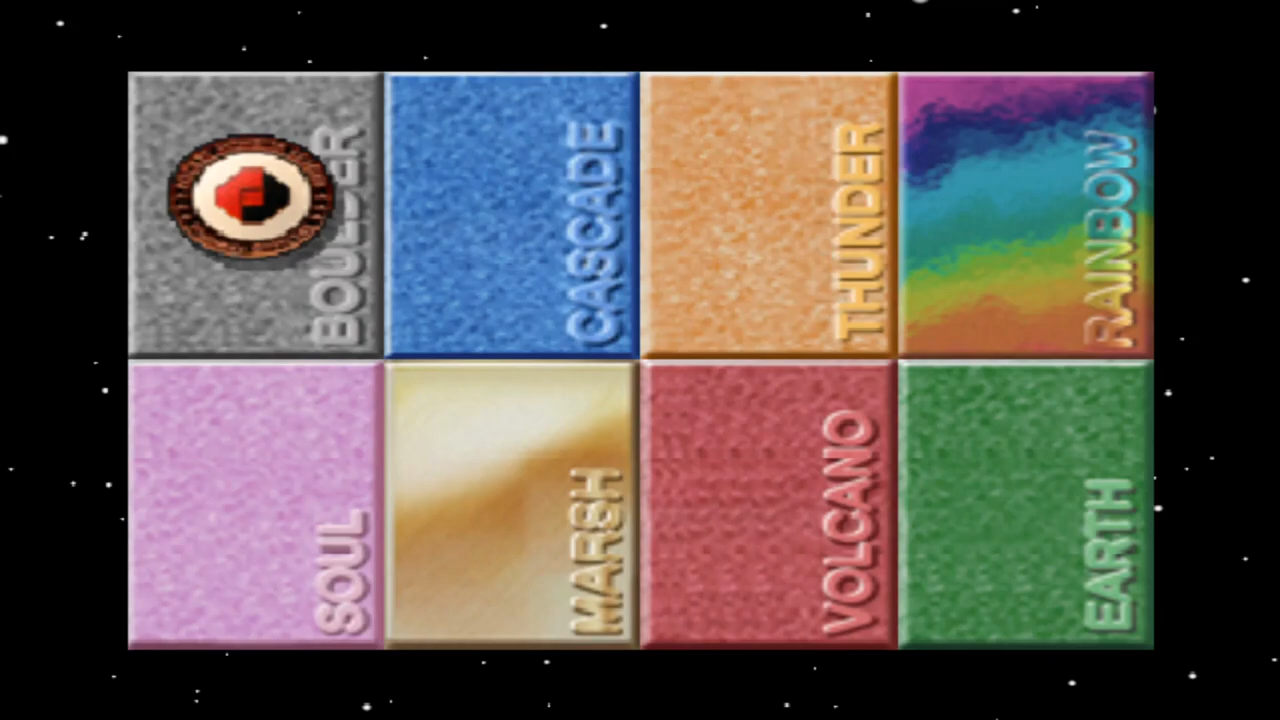 BOULDER
CASCADE
THUNDER
RAINBOW
SOUL
MARSH
VOLCANO
EARTH